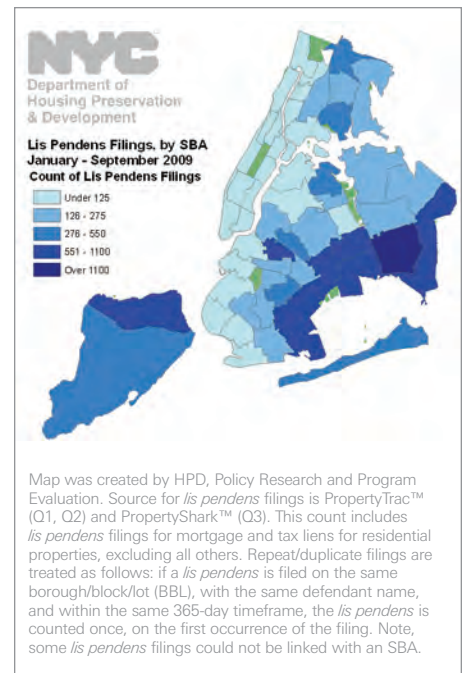 NYC
Department of
Housing Preservation
& Development
Lis Pendens Filings, by SBA
January - September 2009
Count of Lis Pendens Filings
Under 125
126 - 275
276 - 550
551 - 1100
Over 1100
Map was created by HPD, Policy Research and Program
Evaluation. Source for lis pendens filings is PropertyTrac™
(Q1, Q2) and PropertyShark™ (Q3). This count includes
lis pendens filings for mortgage and tax liens for residential
properties, excluding all others. Repeat/duplicate filings are
treated as follows: if a lis pendens is filed on the same
borough/block/lot (BBL), with the same defendant name,
and within the same 365-day timeframe, the lis pendens is
counted once, on the first occurrence of the filing. Note,
some lis pendens filings could not be linked with an SBA.